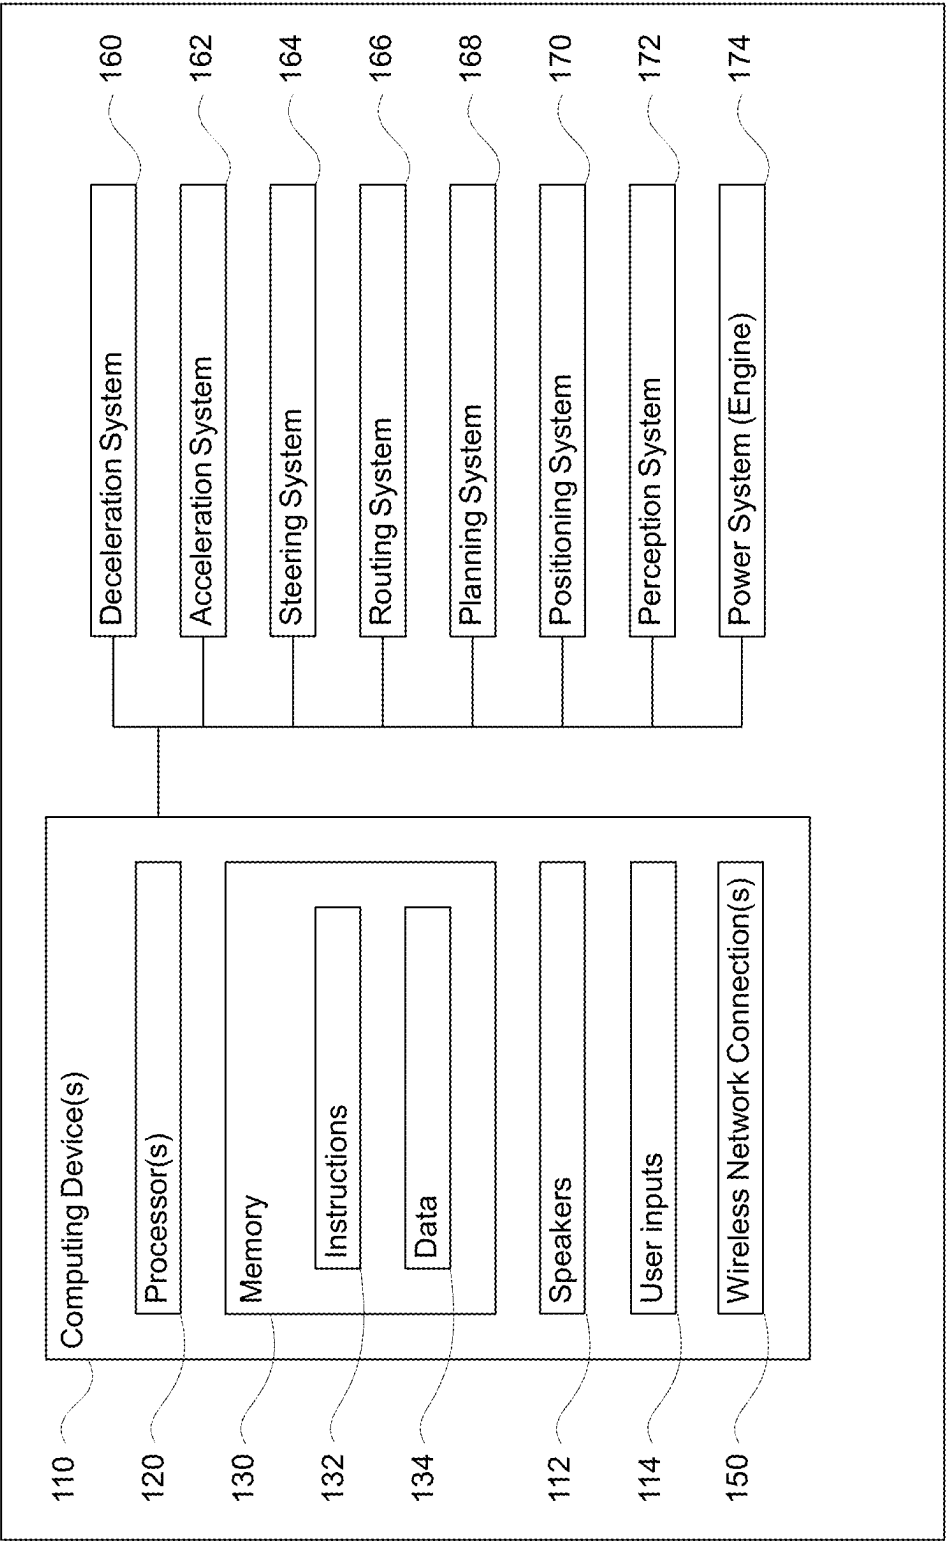 110
Computing Device(s)
120
Processor(s)
130
Memory
132
Instructions
134
Data
112
Speakers
114
User inputs
150
Wireless Network Connection(s)
Deceleration System
160
Acceleration System
162
Steering System
164
Routing System
166
Planning System
168
Positioning System
170
Perception System
172
Power System (Engine)
174